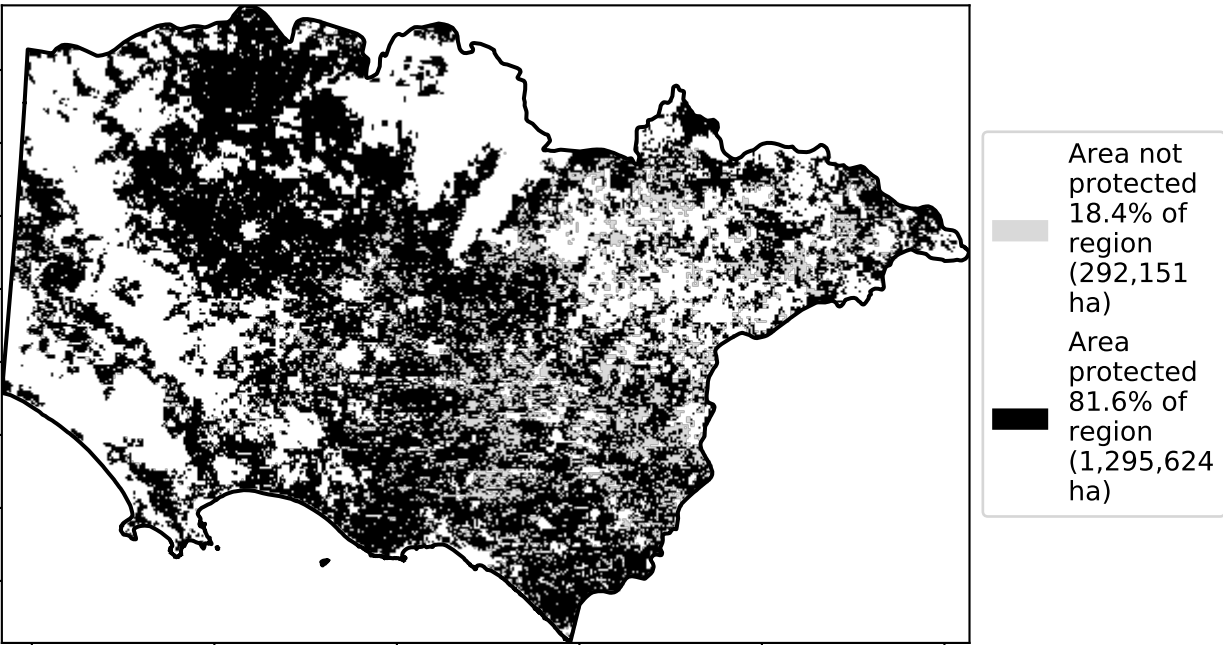 Area not
protected
18.4% of
region
(292,151
ha)
Area
protected
81.6% of
region
(1,295,624
ha)